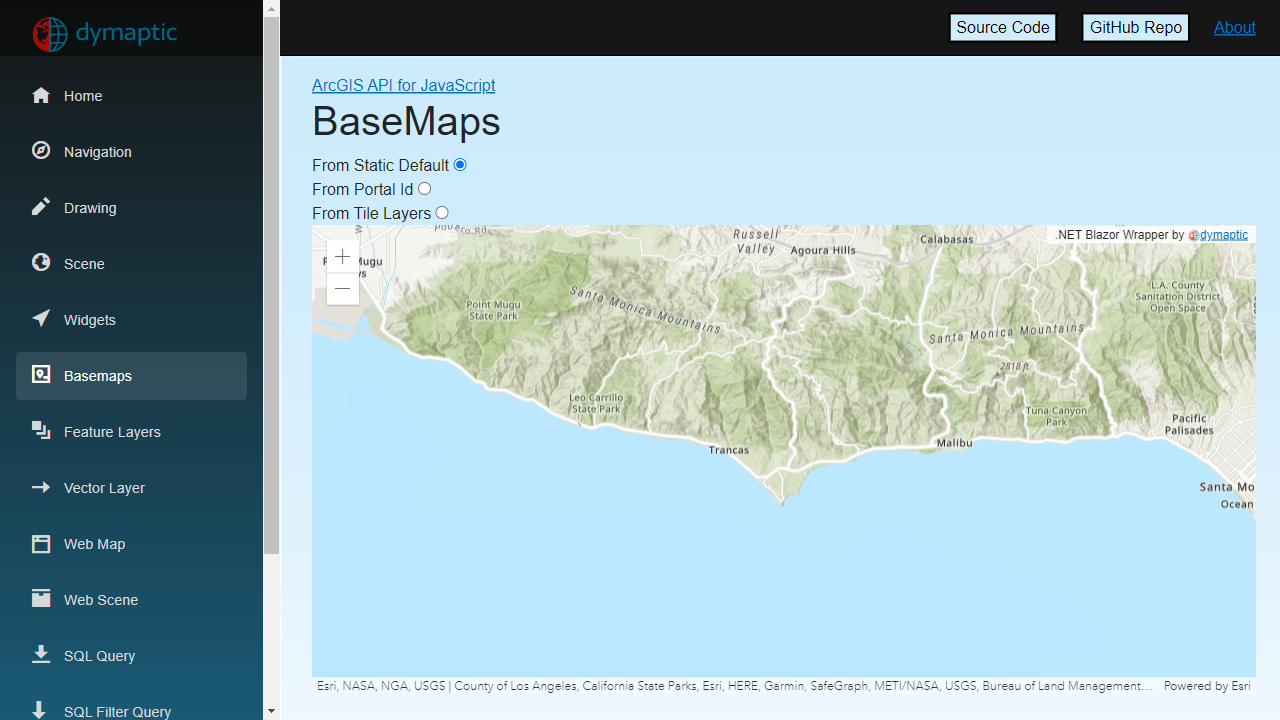 dymaptic
Home
Navigation
Drawing
Scene
Widgets
Basemaps
Feature Layers
Vector Layer
Web Map
Web Scene
SQL Query
SQL Filter Query
Source Code
GitHub Repo
About
ArcGIS API for JavaScript
BaseMaps
From Static Default
From Portal Id
From Tile Layers
.NET Blazor Wrapper by dymaptic
Russell
Valley
Agoura Hills
Calabasas
L.A. County
Sanitation District
Open Space
Point Mugu
State Park
Santa Monica Mountains
Santa Monica Mountains
2818 ft
Leo Carrillo
State Park
Tuna Canyon
Park
Pacific
Palisades
Trancas
Malibu
Santa Mo
Ocean
Esri, NASA, NGA, USGS | County of Los Angeles, California State Parks, Esri, HERE, Garmin, SafeGraph, METI/NASA, USGS, Bureau of Land Management…
Powered by Esri